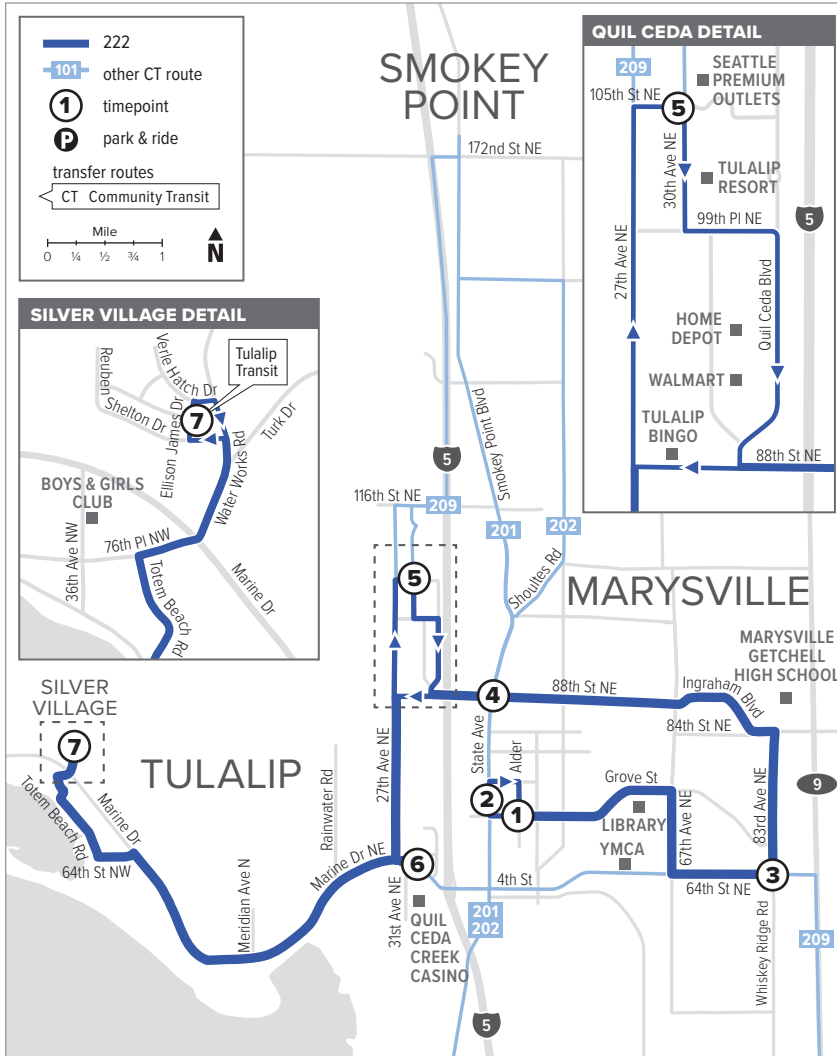 222
101 other CT route
1 timepoint
P park & ride
transfer routes
CT Community Transit
Mile
0 ¼ ½ ¾ 1
N
SMOKEY
POINT
172nd St NE
QUIL CEDA DETAIL
209
SEATTLE
PREMIUM
OUTLETS
105th St NE
5
30th Ave NE
TULALIP
RESORT
99th Pl NE
5
27th Ave NE
Quil Ceda Blvd
HOME
DEPOT
WALMART
TULALIP
BINGO
88th St NE
SILVER VILLAGE DETAIL
Tulalip
Transit
Verle Hatch Dr
Reuben
Shelton Dr
7
Ellison James Dr
Turk Dr
Water Works Rd
BOYS & GIRLS
CLUB
36th Ave NW
76th Pl NW
Totem Beach
Rd
Marine Dr
5
Smokey Point Blvd
116th St NE
209
201
202
Shoultes Rd
5
MARYSVILLE
MARYSVILLE
GETCHELL
HIGH SCHOOL
4
88th St NE
Ingraham Blvd
84th St NE
SILVER
VILLAGE
7
TULALIP
Totem Beach Rd
Marine Dr
64th St NW
Meridian Ave N
Rainwater Rd
Marine Dr NE
27th Ave NE
State Ave
Alder
2
1
Grove St
LIBRARY
YMCA
67th Ave NE
83rd Ave NE
9
6
31st Ave NE
4th St
64th St NE
3
QUIL
CEDA
CREEK
CASINO
201
202
Whiskey Ridge Rd
209
5